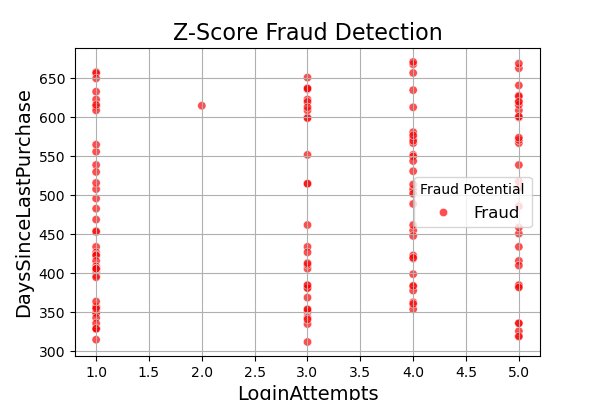 Z-Score Fraud Detection
DaysSinceLastPurchase
650
600
550
500
450
400
350
300
Fraud Potential
Fraud
1.0 1.5 2.0 2.5 3.0 3.5 4.0 4.5 5.0
LoginAttempts